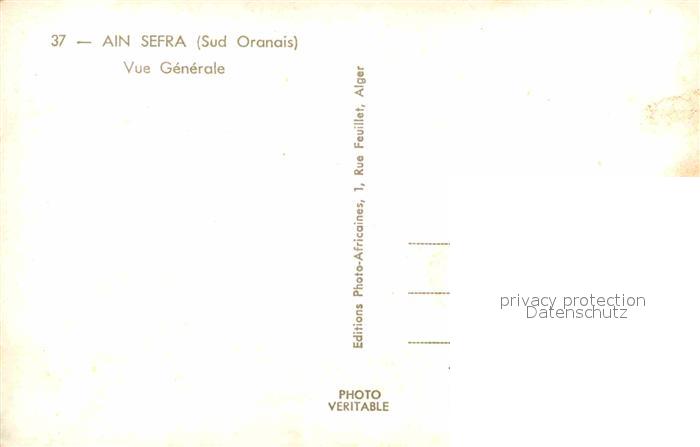 37 — AIN SEFRA (Sud Oranais)
Vue Générale
Editions Photo-Africaines, 1, Rue Feuillet, Alger
privacy protection
Datenschutz
PHOTO
VERITABLE